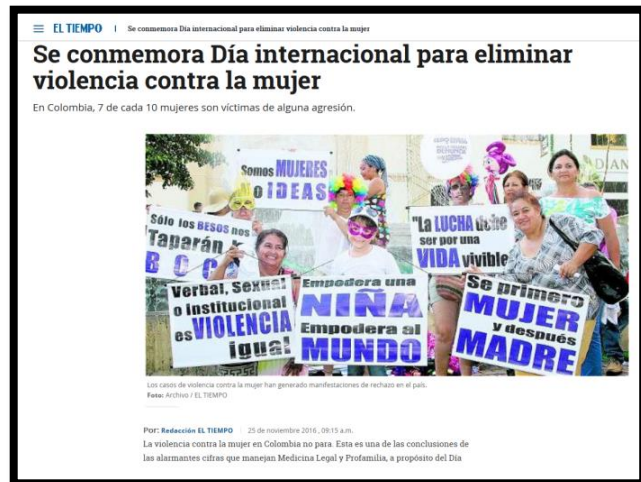 EL TIEMPO | Se conmemora Día internacional para eliminar violencia contra la mujer
Se conmemora Día internacional para eliminar
violencia contra la mujer
En Colombia, 7 de cada 10 mujeres son víctimas de alguna agresión.
Somos MUJERES
o IDEAS
Sólo los BESOS nos
Taparán
BOC
"La LUCHA debe
ser por una
VIDA vivible
DIAN
Verbal, Sexual
o institucional
es VIOLENCIA
igual
Empodera una
NIÑA
Empodera al
MUNDO
Se primero
MUJER
y después
MADRE
Los casos de violencia contra la mujer han generado manifestaciones de rechazo en el país.
Foto: Archivo / EL TIEMPO
Por: Redacción EL TIEMPO | 25 de noviembre 2016 , 09:15 a.m.
La violencia contra la mujer en Colombia no para. Esta es una de las conclusiones de
las alarmantes cifras que manejan Medicina Legal y Profamilia, a propósito del Día